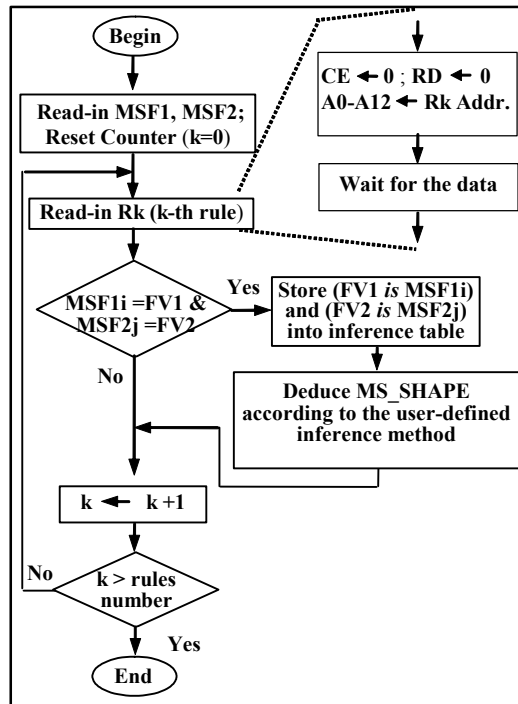 Begin
Read-in MSF1, MSF2;
Reset Counter (k=0)
Read-in Rk (k-th rule)
CE ← 0 ; RD ← 0
A0-A12 ← Rk Addr.
Wait for the data
MSF1i =FV1 &
MSF2j =FV2
Yes
Store (FV1 is MSF1i)
and (FV2 is MSF2j)
into inference table
No
Deduce MS_SHAPE
according to the user-defined
inference method
k ← k +1
No
k > rules
number
Yes
End